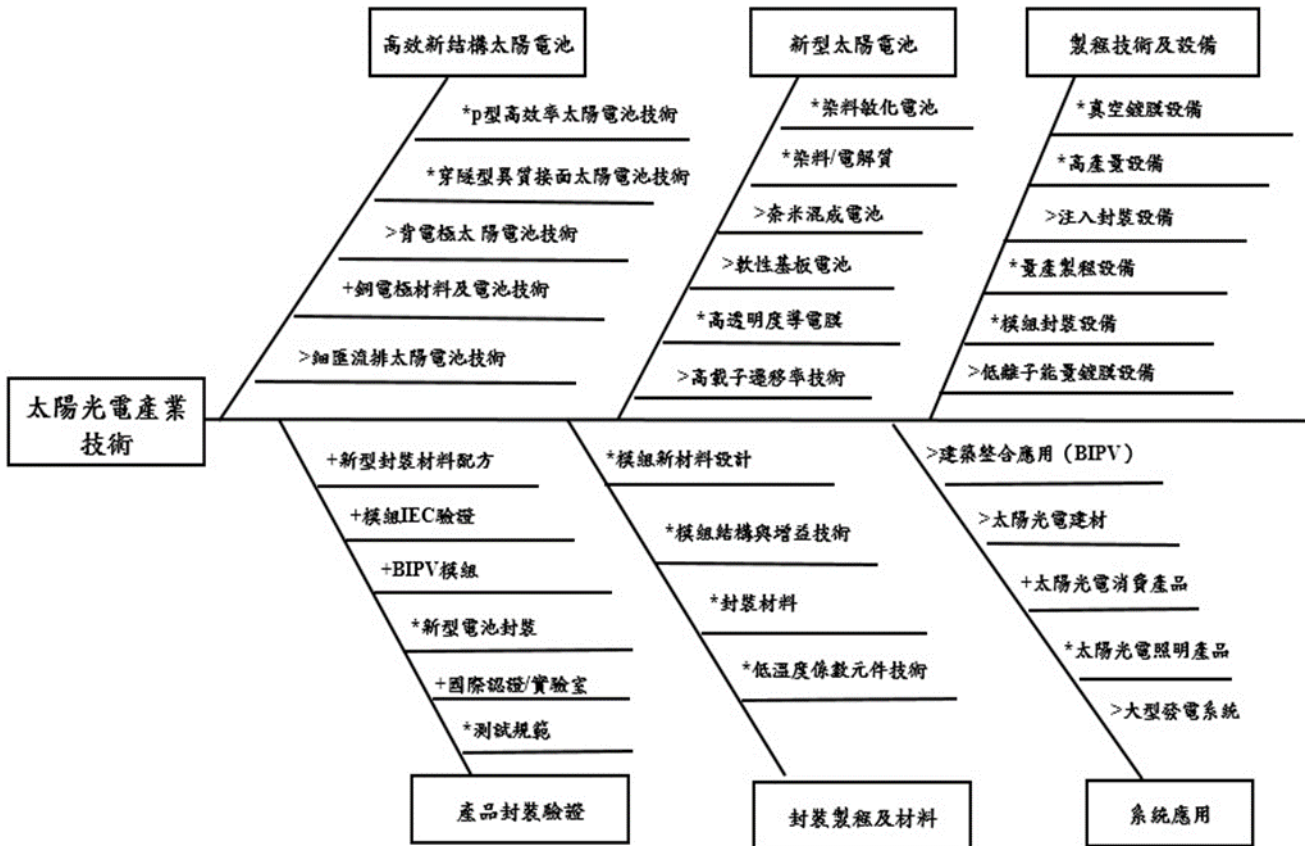 高效新結構太陽電池
*p型高效率太陽電池技術
*穿隧型異質接面太陽電池技術
>背電極太 陽電池技術
+銅電極材料及電池技術
>細匯流排太陽電池技術
新型太陽電池
*染料敏化電池
*染料/電解質
>奈米混成電池
>軟性基板電池
*高透明度導電膜
>高載子遷移率技術
製程技術及設備
*真空鍍膜設備
*高產量設備
>注入封裝設備
*量產製程設備
*模組封裝設備
>低離子能量鍍膜設備
太陽光電產業
技術
+新型封裝材料配方
+模組IEC驗證
+BIPV模組
*新型電池封裝
+國際認證/實驗室
*測試規範
產品封裝驗證
*模組新材料設計
*模組結構與增益技術
*封裝材料
*低溫度係數元件技術
封裝製程及材料
>建築整合應用（BIPV）
>太陽光電建材
+太陽光電消費產品
*太陽光電照明產品
>大型發電系統
系統應用